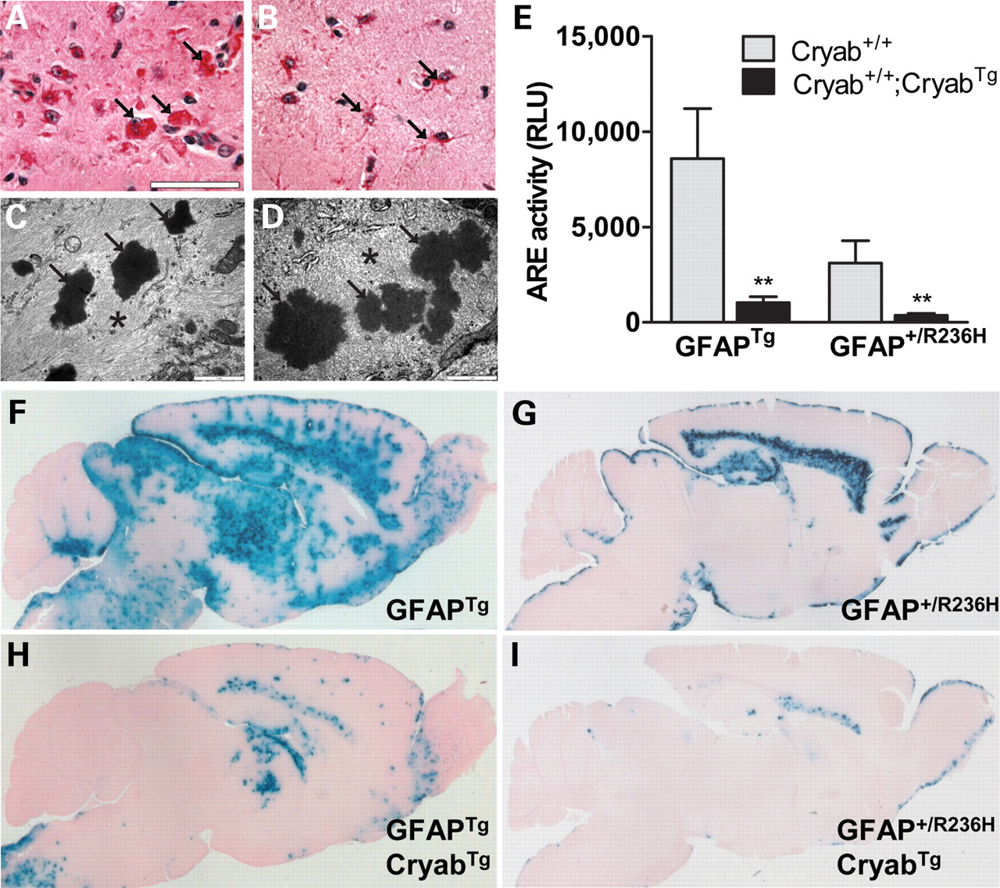 A
B
C
D
*
*
E
15,000
10,000
5,000
0
ARE activity (RLU)
Cryab+/+
Cryab+/+;CryabTg
**
**
GFAPTg
GFAP+/R236H
F
GFAPTg
G
GFAP+/R236H
H
GFAPTg
CryabTg
I
GFAP+/R236H
CryabTg